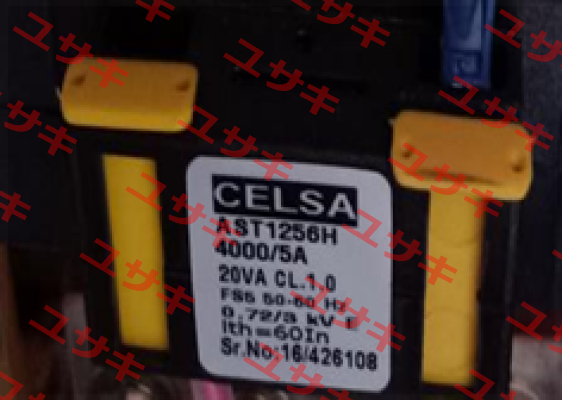 CELSA
AST1256H
4000/5A
20VA CL.1.0
FS5 50-60 Hz
0.72/3 kV E
Ith=60In
Sr.No:16/426108
ユサキ